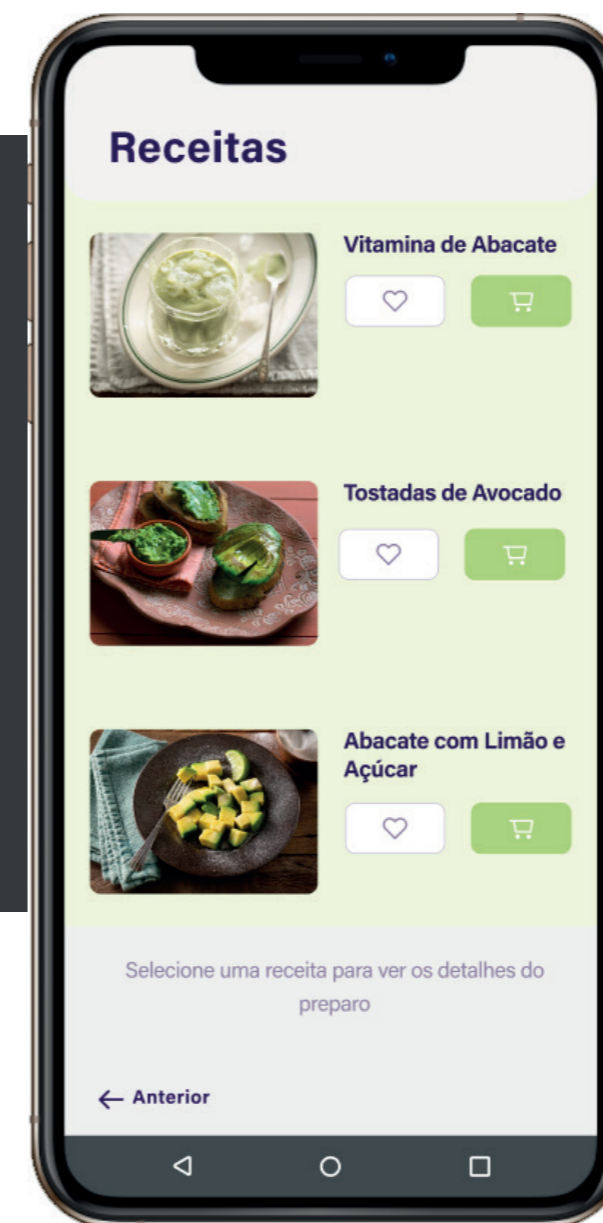 Receitas
Vitamina de Abacate
Tostadas de Avocado
Abacate com Limão e
Açúcar
Selecione uma receita para ver os detalhes do
preparo
← Anterior